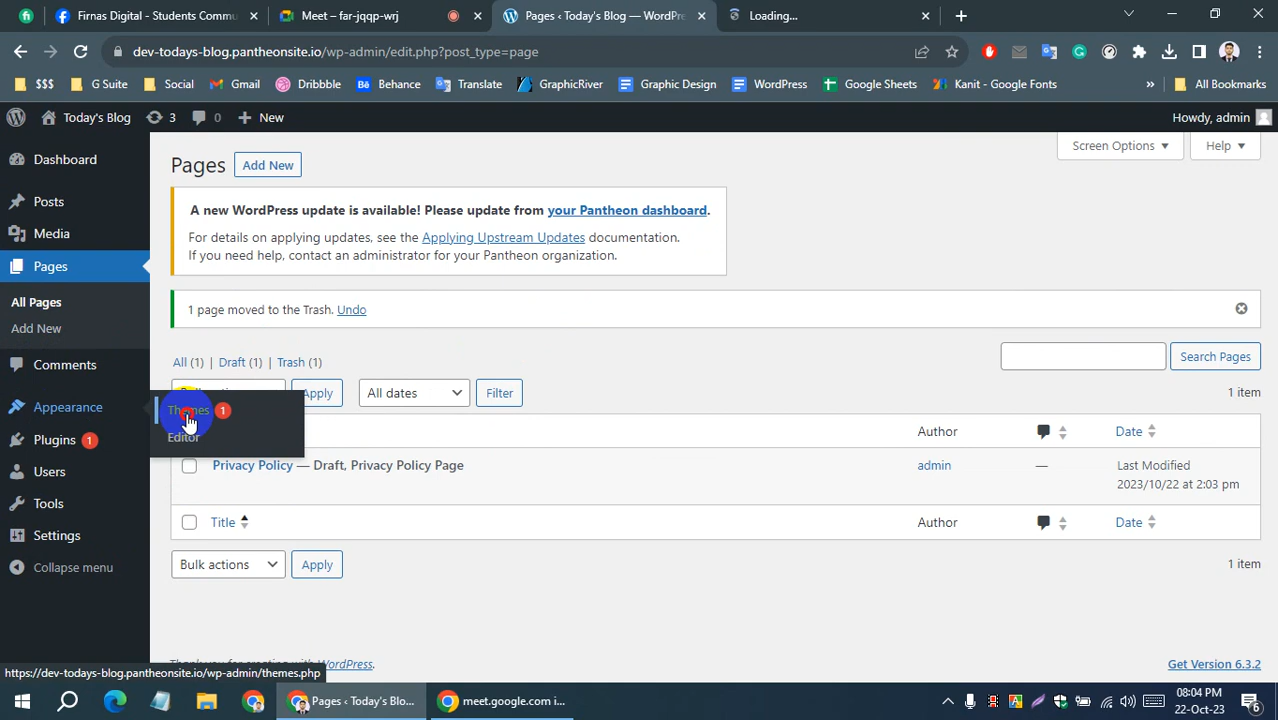 Firnas Digital - Students Commu
Meet – far-jqqp-wrj
Pages ‹ Today's Blog — WordPre
Loading...
dev-todays-blog.pantheonsite.io/wp-admin/edit.php?post_type=page
$$$
G Suite
Social
Gmail
Dribbble
Behance
Translate
GraphicRiver
Graphic Design
WordPress
Google Sheets
Kanit - Google Fonts
»
All Bookmarks
Today's Blog
3
0
New
Howdy, admin
Dashboard
Posts
Media
Pages
All Pages
Add New
Comments
Appearance
Plugins 1
Users
Tools
Settings
Collapse menu
Themes 1
Editor
Screen Options
Help
Pages
Add New
A new WordPress update is available! Please update from your Pantheon dashboard.
For details on applying updates, see the Applying Upstream Updates documentation.
If you need help, contact an administrator for your Pantheon organization.
1 page moved to the Trash. Undo
All (1) | Draft (1) | Trash (1)
Search Pages
Apply
All dates
Filter
1 item
Author
Date
Privacy Policy — Draft, Privacy Policy Page
admin
—
Last Modified
2023/10/22 at 2:03 pm
Title
Author
Date
Bulk actions
Apply
1 item
WordPress.
Get Version 6.3.2
https://dev-todays-blog.pantheonsite.io/wp-admin/themes.php
Pages ‹ Today's Blo...
meet.google.com i...
08:04 PM
22-Oct-23
6